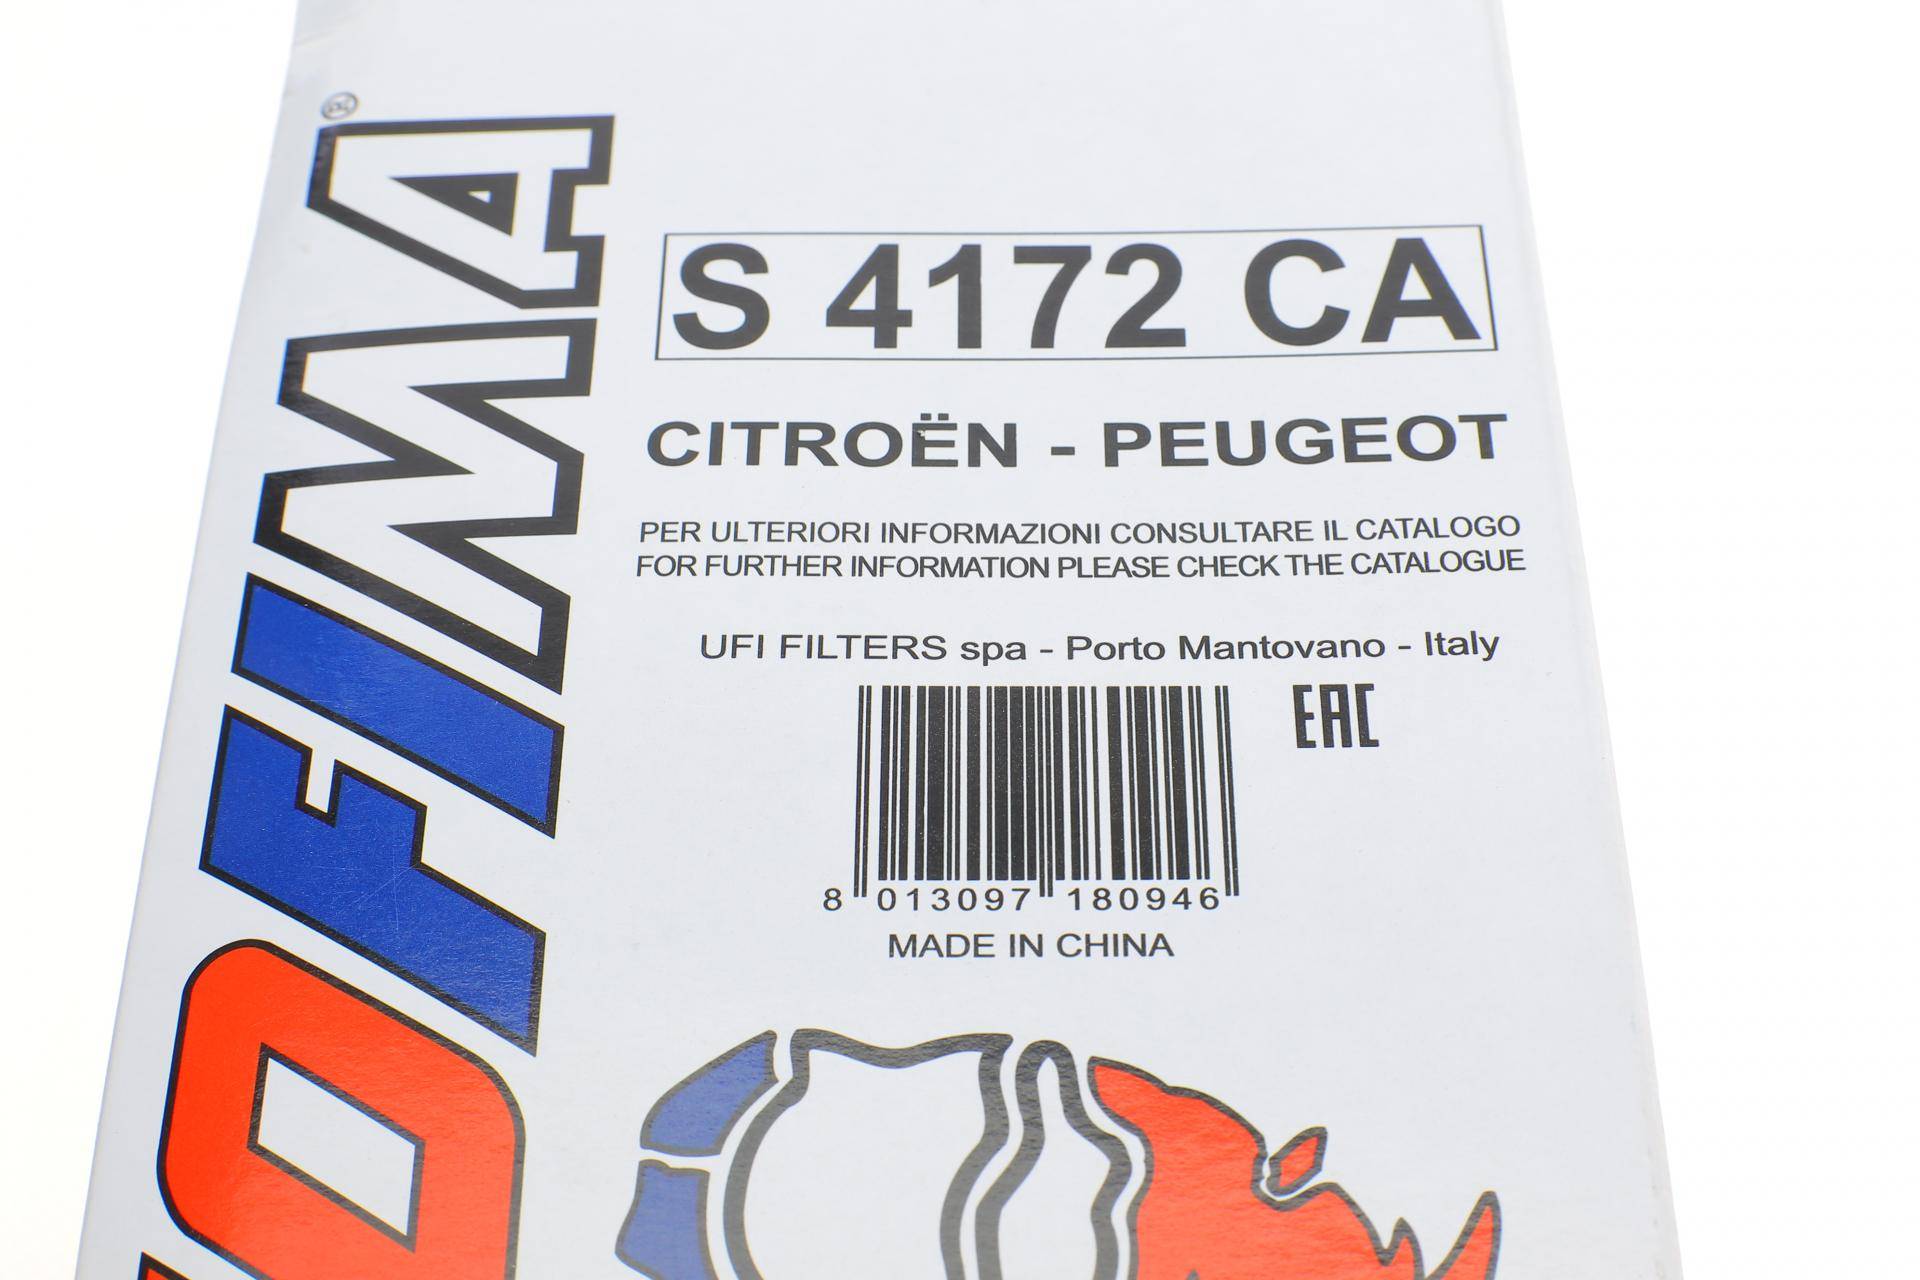 OFIMA®
S 4172 CA
CITROËN - PEUGEOT
PER ULTERIORI INFORMAZIONI CONSULTARE IL CATALOGO
FOR FURTHER INFORMATION PLEASE CHECK THE CATALOGUE
UFI FILTERS spa - Porto Mantovano - Italy
EAC
8 013097 180946
MADE IN CHINA